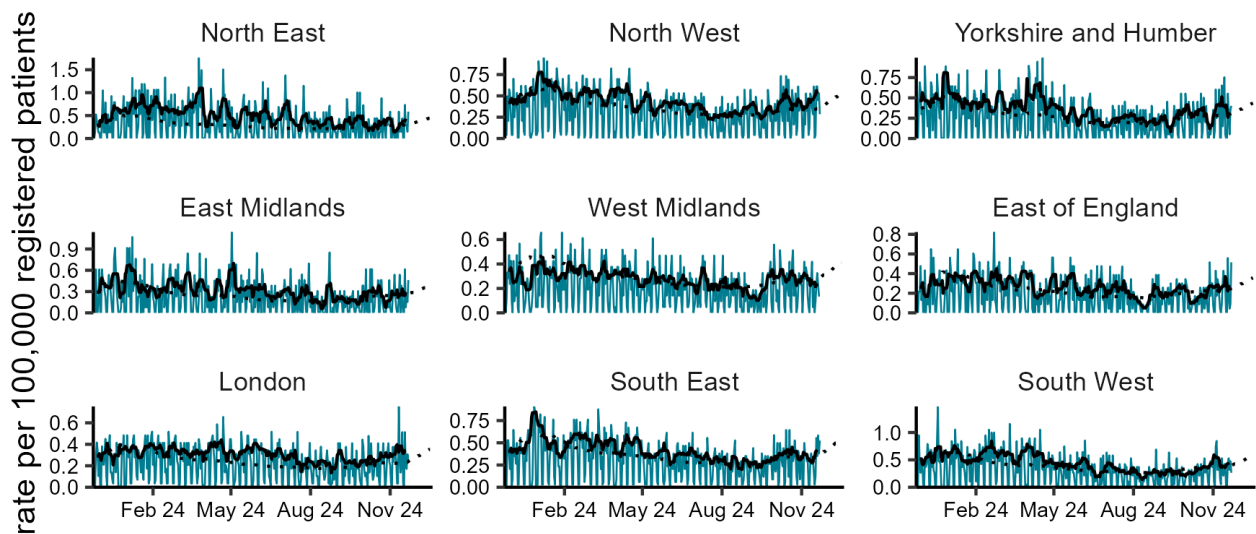 rate per 100,000 registered patients
North East
1.5
1.0
0.5
0.0
North West
0.75
0.50
0.25
0.00
Yorkshire and Humber
0.75
0.50
0.25
0.00
East Midlands
0.9
0.6
0.3
0.0
West Midlands
0.6
0.4
0.2
0.0
East of England
0.8
0.6
0.4
0.2
0.0
London
0.6
0.4
0.2
0.0
Feb 24 May 24 Aug 24 Nov 24
South East
0.75
0.50
0.25
0.00
Feb 24 May 24 Aug 24 Nov 24
South West
1.0
0.5
0.0
Feb 24 May 24 Aug 24 Nov 24